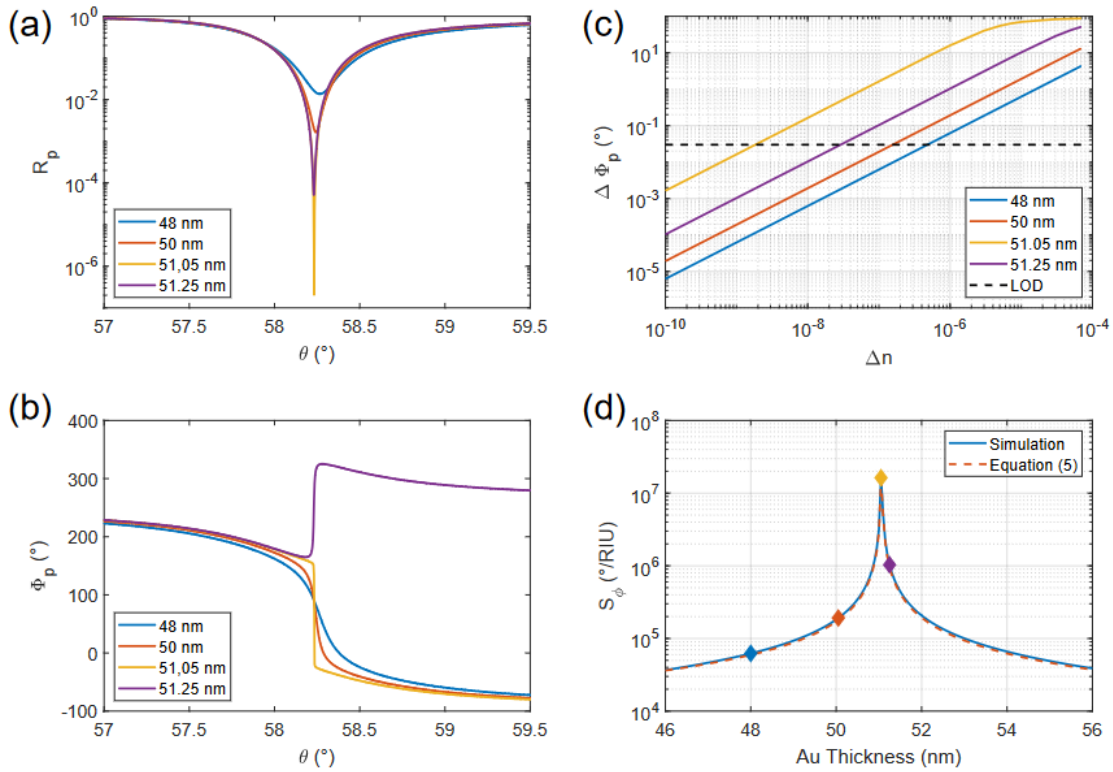 (a)
10^0
10^-2
10^-4
10^-6
R_p
48 nm
50 nm
51,05 nm
51.25 nm
57
57.5
58
58.5
59
59.5
θ (°)
(c)
10^1
10^-1
10^-3
10^-5
Δ Φ_p (°)
48 nm
50 nm
51.05 nm
51.25 nm
LOD
10^-10
10^-8
10^-6
10^-4
Δn
(b)
400
300
200
100
0
-100
Φ_p (°)
48 nm
50 nm
51,05 nm
51.25 nm
57
57.5
58
58.5
59
59.5
θ (°)
(d)
10^8
10^7
10^6
10^5
10^4
S_ϕ (°/RIU)
Simulation
Equation (5)
46
48
50
52
54
56
Au Thickness (nm)